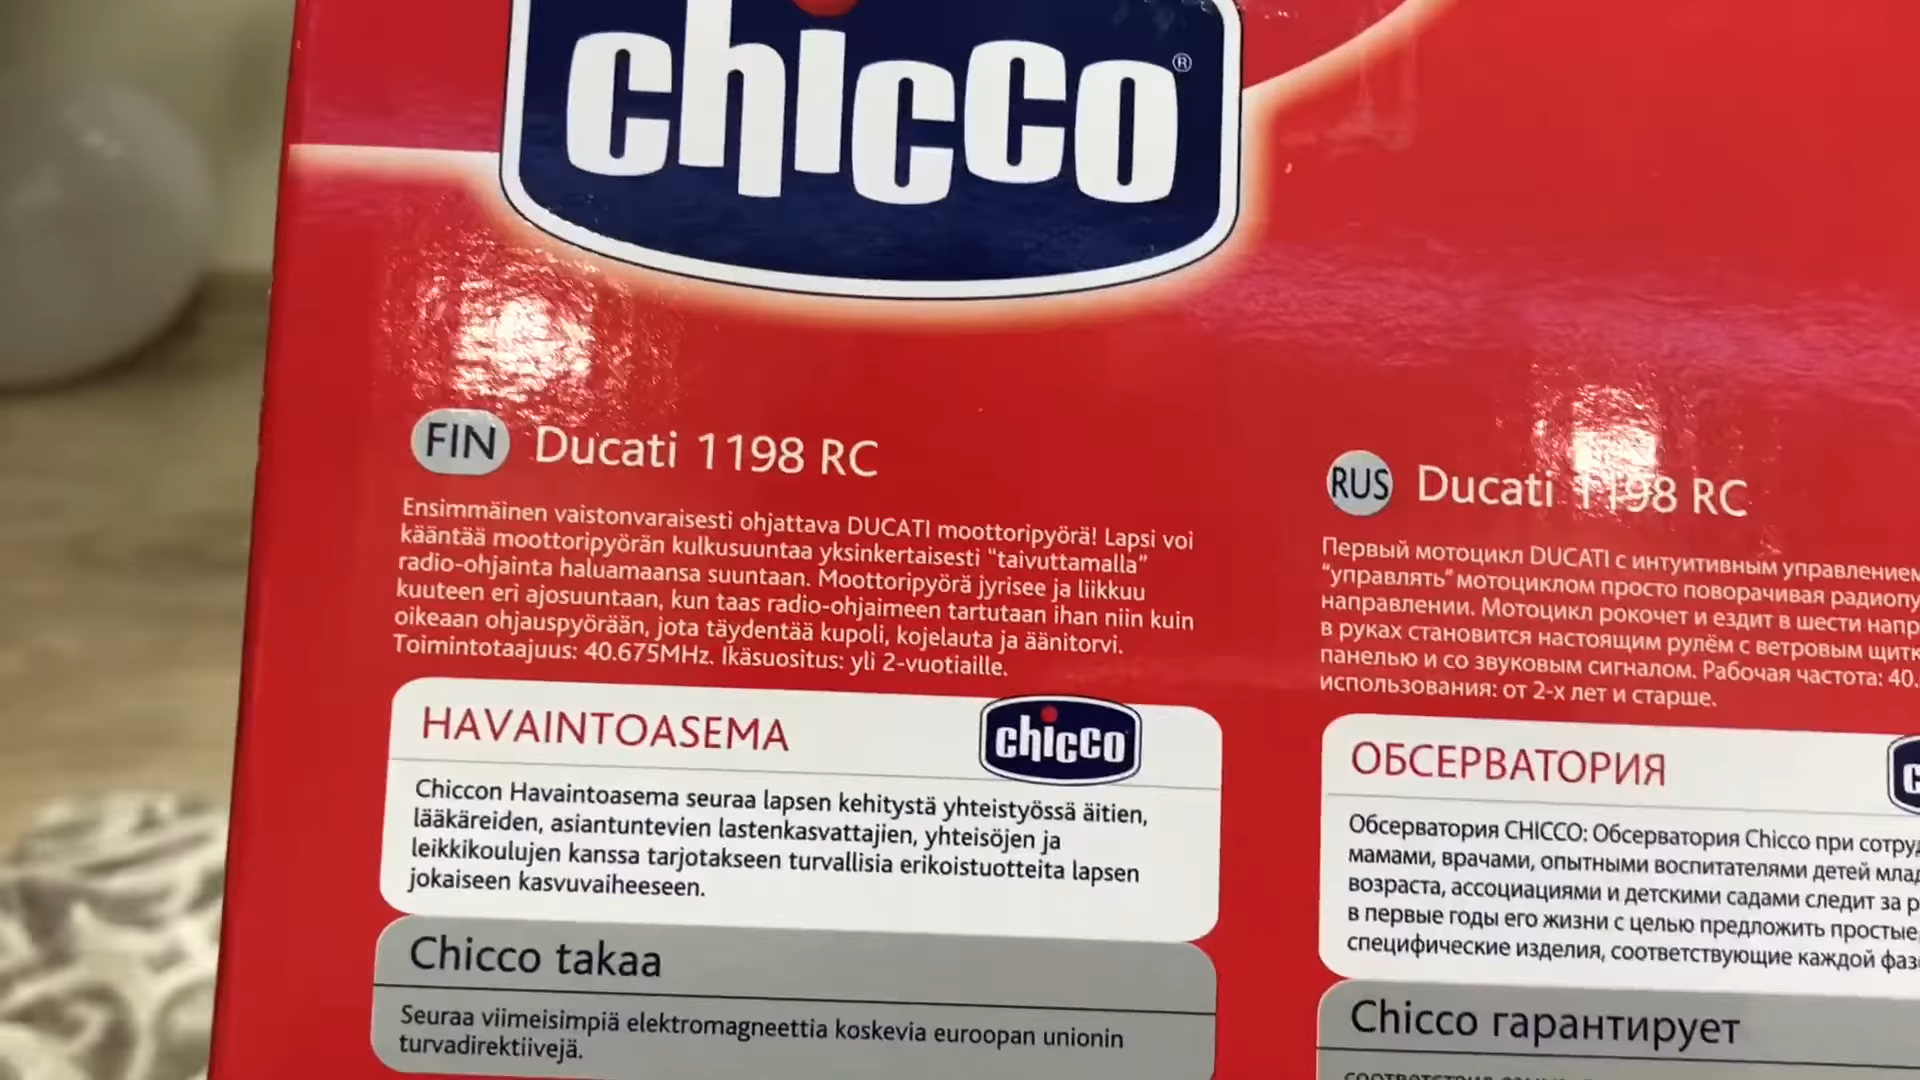 chicco®
FIN Ducati 1198 RC
Ensimmäinen vaistonvaraisesti ohjattava DUCATI moottoripyörä! Lapsi voi
kääntää moottoripyörän kulkusuuntaa yksinkertaisesti "taivuttamalla"
radio-ohjainta haluamaansa suuntaan. Moottoripyörä jyrisee ja liikkuu
kuuteen eri ajosuuntaan, kun taas radio-ohjaimeen tartutaan ihan niin kuin
oikeaan ohjauspyörään, jota täydentää kupoli, kojelauta ja äänitorvi.
Toimintotaajuus: 40.675MHz. Ikäsuositus: yli 2-vuotiaille.
HAVAINTOASEMA
chicco
Chiccon Havaintoasema seuraa lapsen kehitystä yhteistyössä äitien,
lääkäreiden, asiantuntevien lastenkasvattajien, yhteisöjen ja
leikkikoulujen kanssa tarjotakseen turvallisia erikoistuotteita lapsen
jokaiseen kasvuvaiheeseen.
Chicco takaa
Seuraa viimeisimpiä elektromagneettia koskevia euroopan unionin
turvadirektiivejä.
RUS Ducati 1198 RC
Первый мотоцикл DUCATI с интуитивным управлением
"управлять" мотоциклом просто поворачивая
направлении. Мотоцикл рокочет и ездит в шести
в руках становится настоящим рулём с ветровым
панелью и со звуковым сигналом. Рабочая частота: 40.
использования: от 2-х лет и старше.
ОБСЕРВАТОРИЯ
Обсерватория CHICCO: Обсерватория Chicco при
мамами, врачами, опытными воспитателями детей
возраста, ассоциациями и детскими садами следит за
в первые годы его жизни с целью предложить простые
специфические изделия, соответствующие каждой
Chicco гарантирует